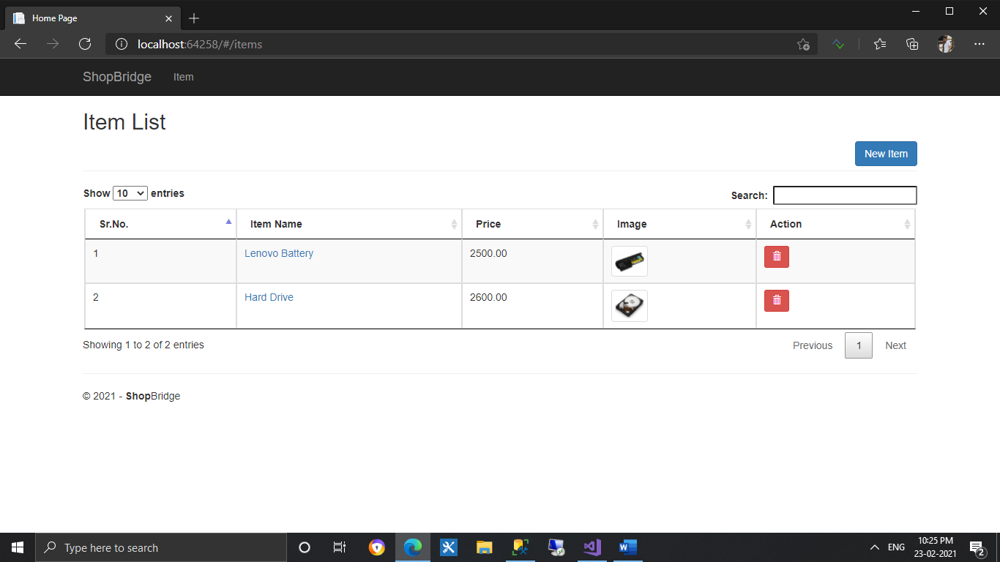 Home Page
localhost:64258/#/items
ShopBridge Item
Item List
New Item
Show 10 entries
Search:
Sr.No. Item Name Price Image Action
1 Lenovo Battery 2500.00
2 Hard Drive 2600.00
Showing 1 to 2 of 2 entries
Previous 1 Next
© 2021 - ShopBridge
Type here to search
ENG
10:25 PM
23-02-2021
2